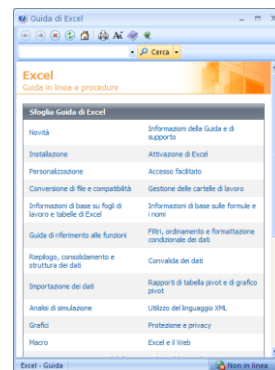 Guida di Excel
Cerca
Excel
Guida in linea e procedure
Sfoglia Guida di Excel
Novità
Informazioni della Guida e di
supporto
Installazione
Attivazione di Excel
Personalizzazione
Accesso facilitato
Conversione di file e compatibilità
Gestione delle cartelle di lavoro
Informazioni di base su fogli di
lavoro e tabelle di Excel
Informazioni di base sulle formule e
i nomi
Guida di riferimento alle funzioni
Filtri, ordinamento e formattazione
condizionale dei dati
Riepilogo, consolidamento e
struttura dei dati
Convalida dei dati
Importazione dei dati
Rapporti di tabella pivot e di grafico
pivot
Analisi di simulazione
Utilizzo del linguaggio XML
Grafici
Protezione e privacy
Macro
Excel e il Web
Excel - Guida
Non in linea